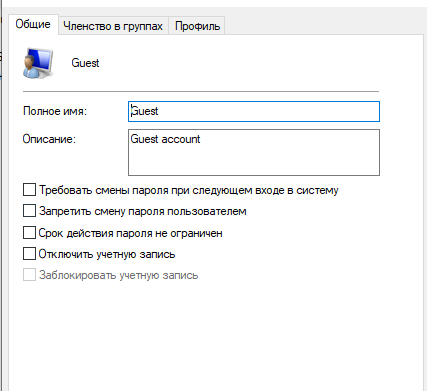 Общие Членство в группах Профиль
Guest
Полное имя: Guest
Описание: Guest account
Требовать смены пароля при следующем входе в систему
Запретить смену пароля пользователем
Срок действия пароля не ограничен
Отключить учетную запись
Заблокировать учетную запись